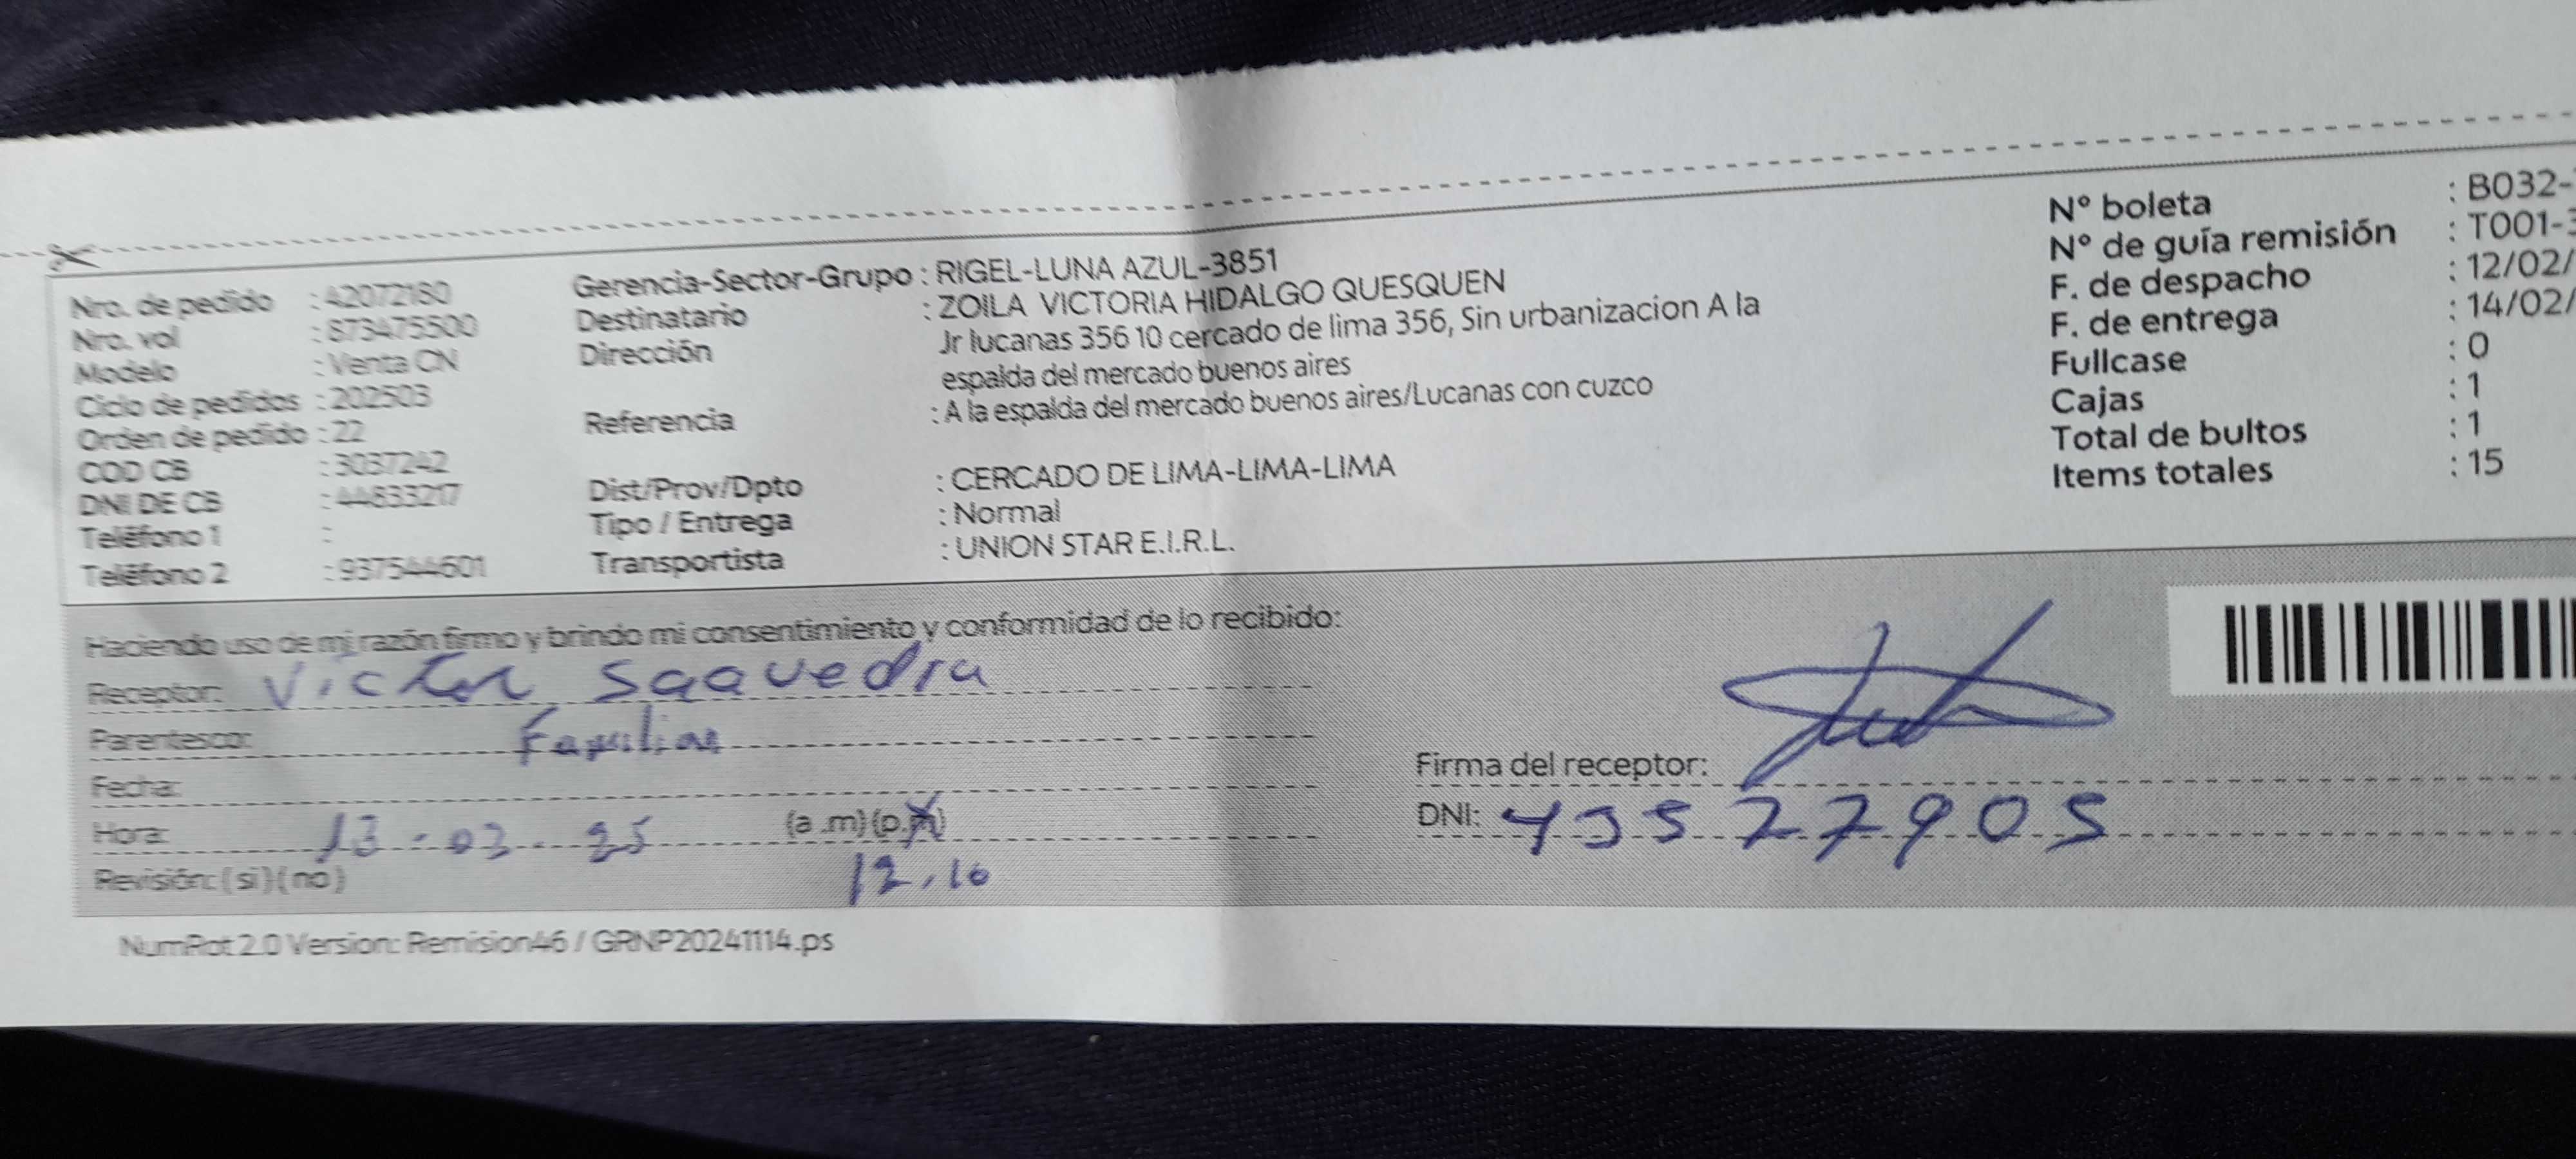 Nro. de pedido : 42072180
Nro. vol : 873475500
Modelo : Venta CN
Ciclo de pedidos : 202503
Orden de pedido : 22
COD CB : 3037242
DNI DE CB : 44833217
Teléfono 1 :
Teléfono 2 : 937544601
Gerencia-Sector-Grupo : RIGEL-LUNA AZUL-3851
Destinatario : ZOILA VICTORIA HIDALGO QUESQUEN
Dirección Jr lucanas 356 10 cercado de lima 356, Sin urbanizacion A la
espalda del mercado buenos aires
Referencia : A la espalda del mercado buenos aires/Lucanas con cuzco
Dist/Prov/Dpto : CERCADO DE LIMA-LIMA-LIMA
Tipo / Entrega : Normal
Transportista : UNION STAR E.I.R.L.
N° boleta : B032-
N° de guía remisión : T001-3
F. de despacho : 12/02/
F. de entrega : 14/02/
Fullcase : 0
Cajas : 1
Total de bultos : 1
Items totales : 15
Haciendo uso de mi razón firmo y brindo mi consentimiento y conformidad de lo recibido:
Receptor: Victor Saavedra
Parentesco: Familiar
Fecha:
Hora: 13-02-25 (a.m)(p.m)
12.10
Revisión: (si)(no)
Firma del receptor:
DNI: 43527905
NumRot 2.0 Version: Remision46 / GRNP20241114.ps